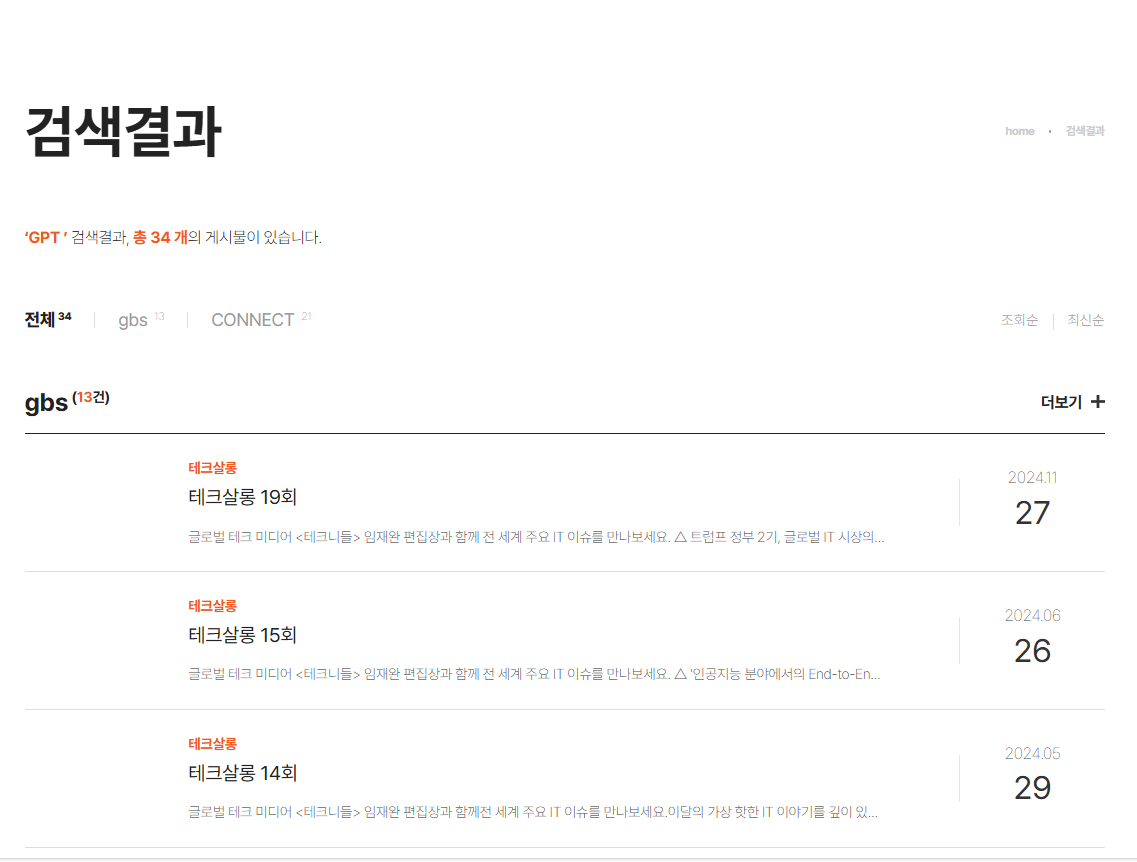 검색결과
home · 검색결과
‘GPT ’ 검색결과, 총 34 개의 게시물이 있습니다.
전체 34 | gbs 13 | CONNECT 21
조회순 | 최신순
gbs (13건)
더보기 +
테크살롱
테크살롱 19회
글로벌 테크 미디어 <테크니들> 임재완 편집장과 함께 전 세계 주요 IT 이슈를 만나보세요. △ 트럼프 정부 2기, 글로벌 IT 시장의...
2024.11
27
테크살롱
테크살롱 15회
글로벌 테크 미디어 <테크니들> 임재완 편집장과 함께 전 세계 주요 IT 이슈를 만나보세요. △ '인공지능 분야에서의 End-to-En...
2024.06
26
테크살롱
테크살롱 14회
글로벌 테크 미디어 <테크니들> 임재완 편집장과 함께전 세계 주요 IT 이슈를 만나보세요.이달의 가상 핫한 IT 이야기를 깊이 있...
2024.05
29